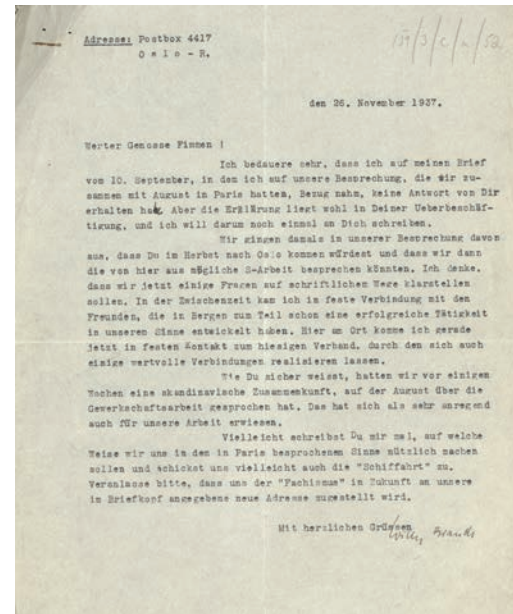 Adresse: Postbox 4417
Oslo - R.
139/3/c/n/52
den 26. November 1937.
Werter Genosse Fimmen !
Ich bedauere sehr, dass ich auf meinen Brief
vom 10. September, in dem ich auf unsere Besprechung, die wir zu-
sammen mit August in Paris hatten, Bezug nahm, keine Antwort von Dir
erhalten hab. Aber die Erklärung liegt wohl in Deiner Ueberbeschäf-
tigung, und ich will darum noch einmal an Dich schreiben.
Wir gingen damals in unserer Besprechung davon
aus, dass Du im Herbst nach Oslo kommen würdest und dass wir dann
die von hier aus mögliche S-Arbeit besprechen könnten. Ich denke,
dass wir jetzt einige Fragen auf schriftlichen Wege klarstellen
sollen. In der Zwischenzeit kam ich in feste Verbindung mit den
Freunden, die in Bergen zum Teil schon eine erfolgreiche Tätigkeit
in unseren Sinne entwickelt haben. Hier am Ort komme ich gerade
jetzt in festen Kontakt zum hiesigen Verband, durch den sich auch
einige wertvolle Verbindungen realisieren lassen.
Wie Du sicher weisst, hatten wir vor einigen
Wochen eine skandinavische Zusammenkunft, auf der August über die
Gewerkschaftsarbeit gesprochen hat. Das hat sich als sehr anregend
auch für unsere Arbeit erwiesen.
Vielleicht schreibst Du mir mal, auf welche
Weise wir uns in dem in Paris besprochenen Sinne nützlich machen
sollen und schickst uns vielleicht auch die "Schiffahrt" zu.
Veranlasse bitte, dass uns der "Fachismus" in Zukunft an unsere
im Briefkopf angegebene neue Adresse zugestellt wird.
Mit herzlichen Grüssen
Willy Brandt